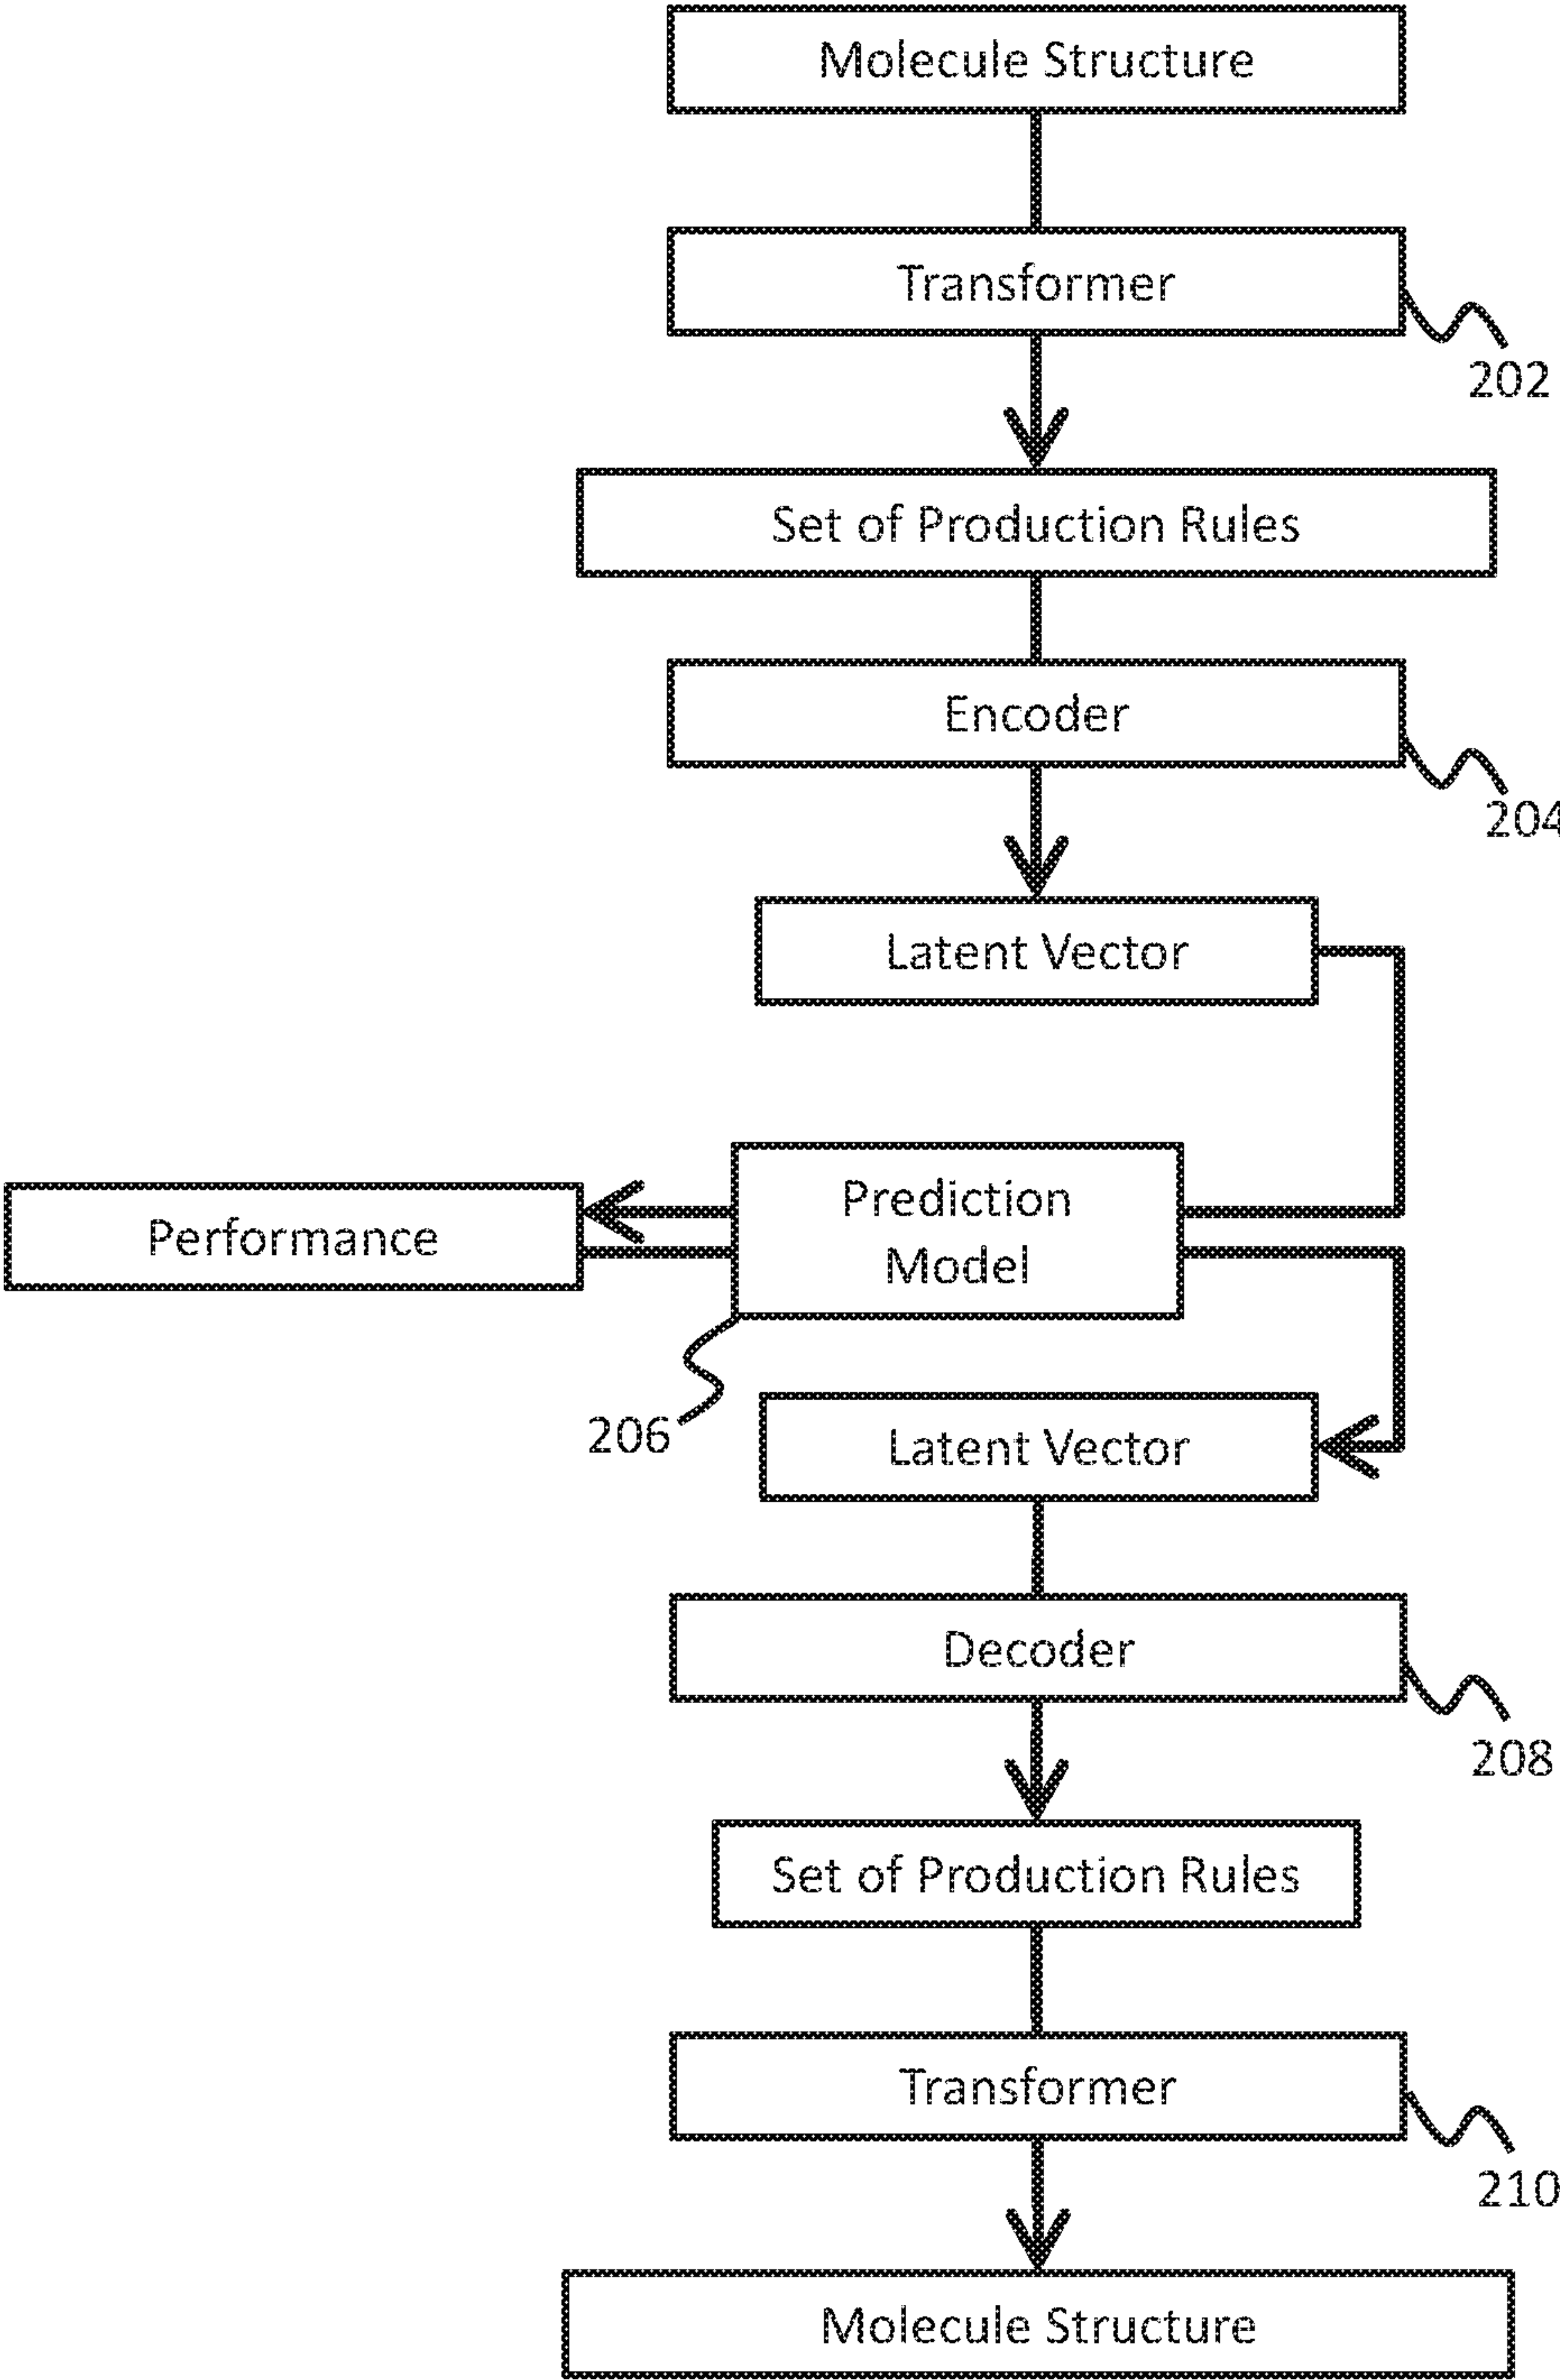 Molecule Structure
Transformer
202
Set of Production Rules
Encoder
204
Latent Vector
Prediction
Model
Performance
206
Latent Vector
Decoder
208
Set of Production Rules
Transformer
210
Molecule Structure